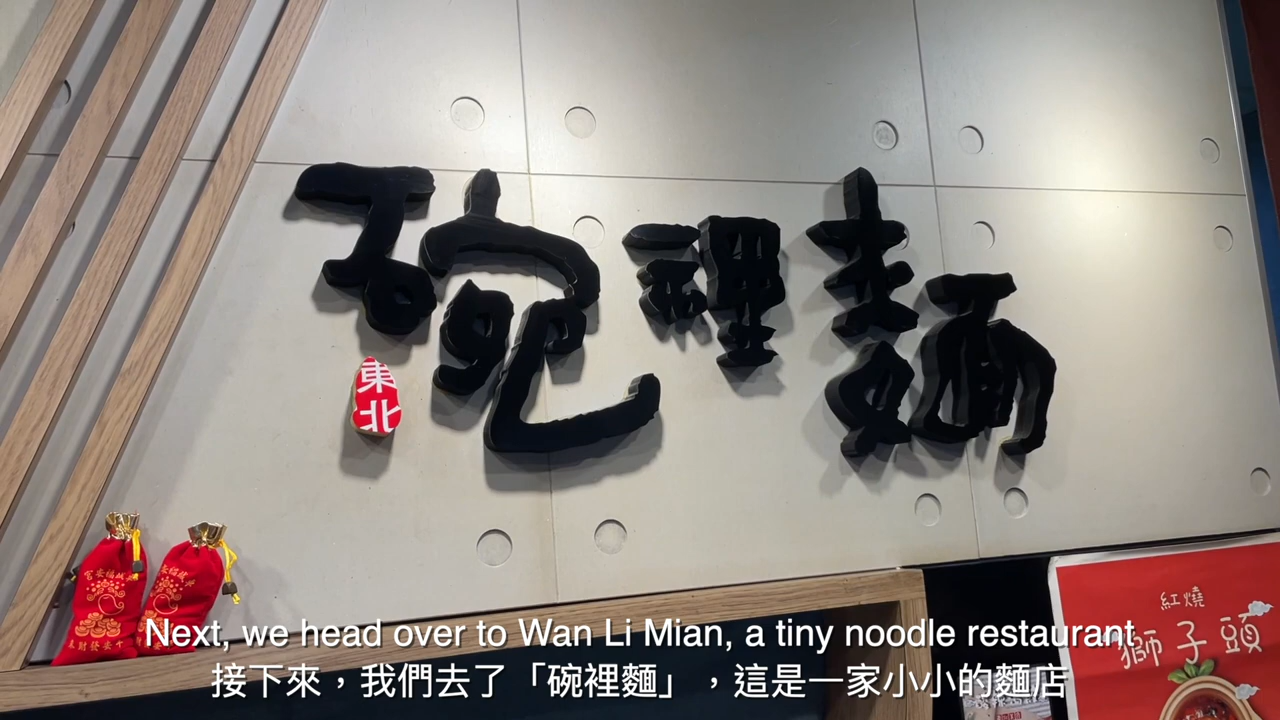 碗裡麵
東北
紅燒
獅子頭
Next, we head over to Wan Li Mian, a tiny noodle restaurant
接下來，我們去了「碗裡麵」，這是一家小小的麵店